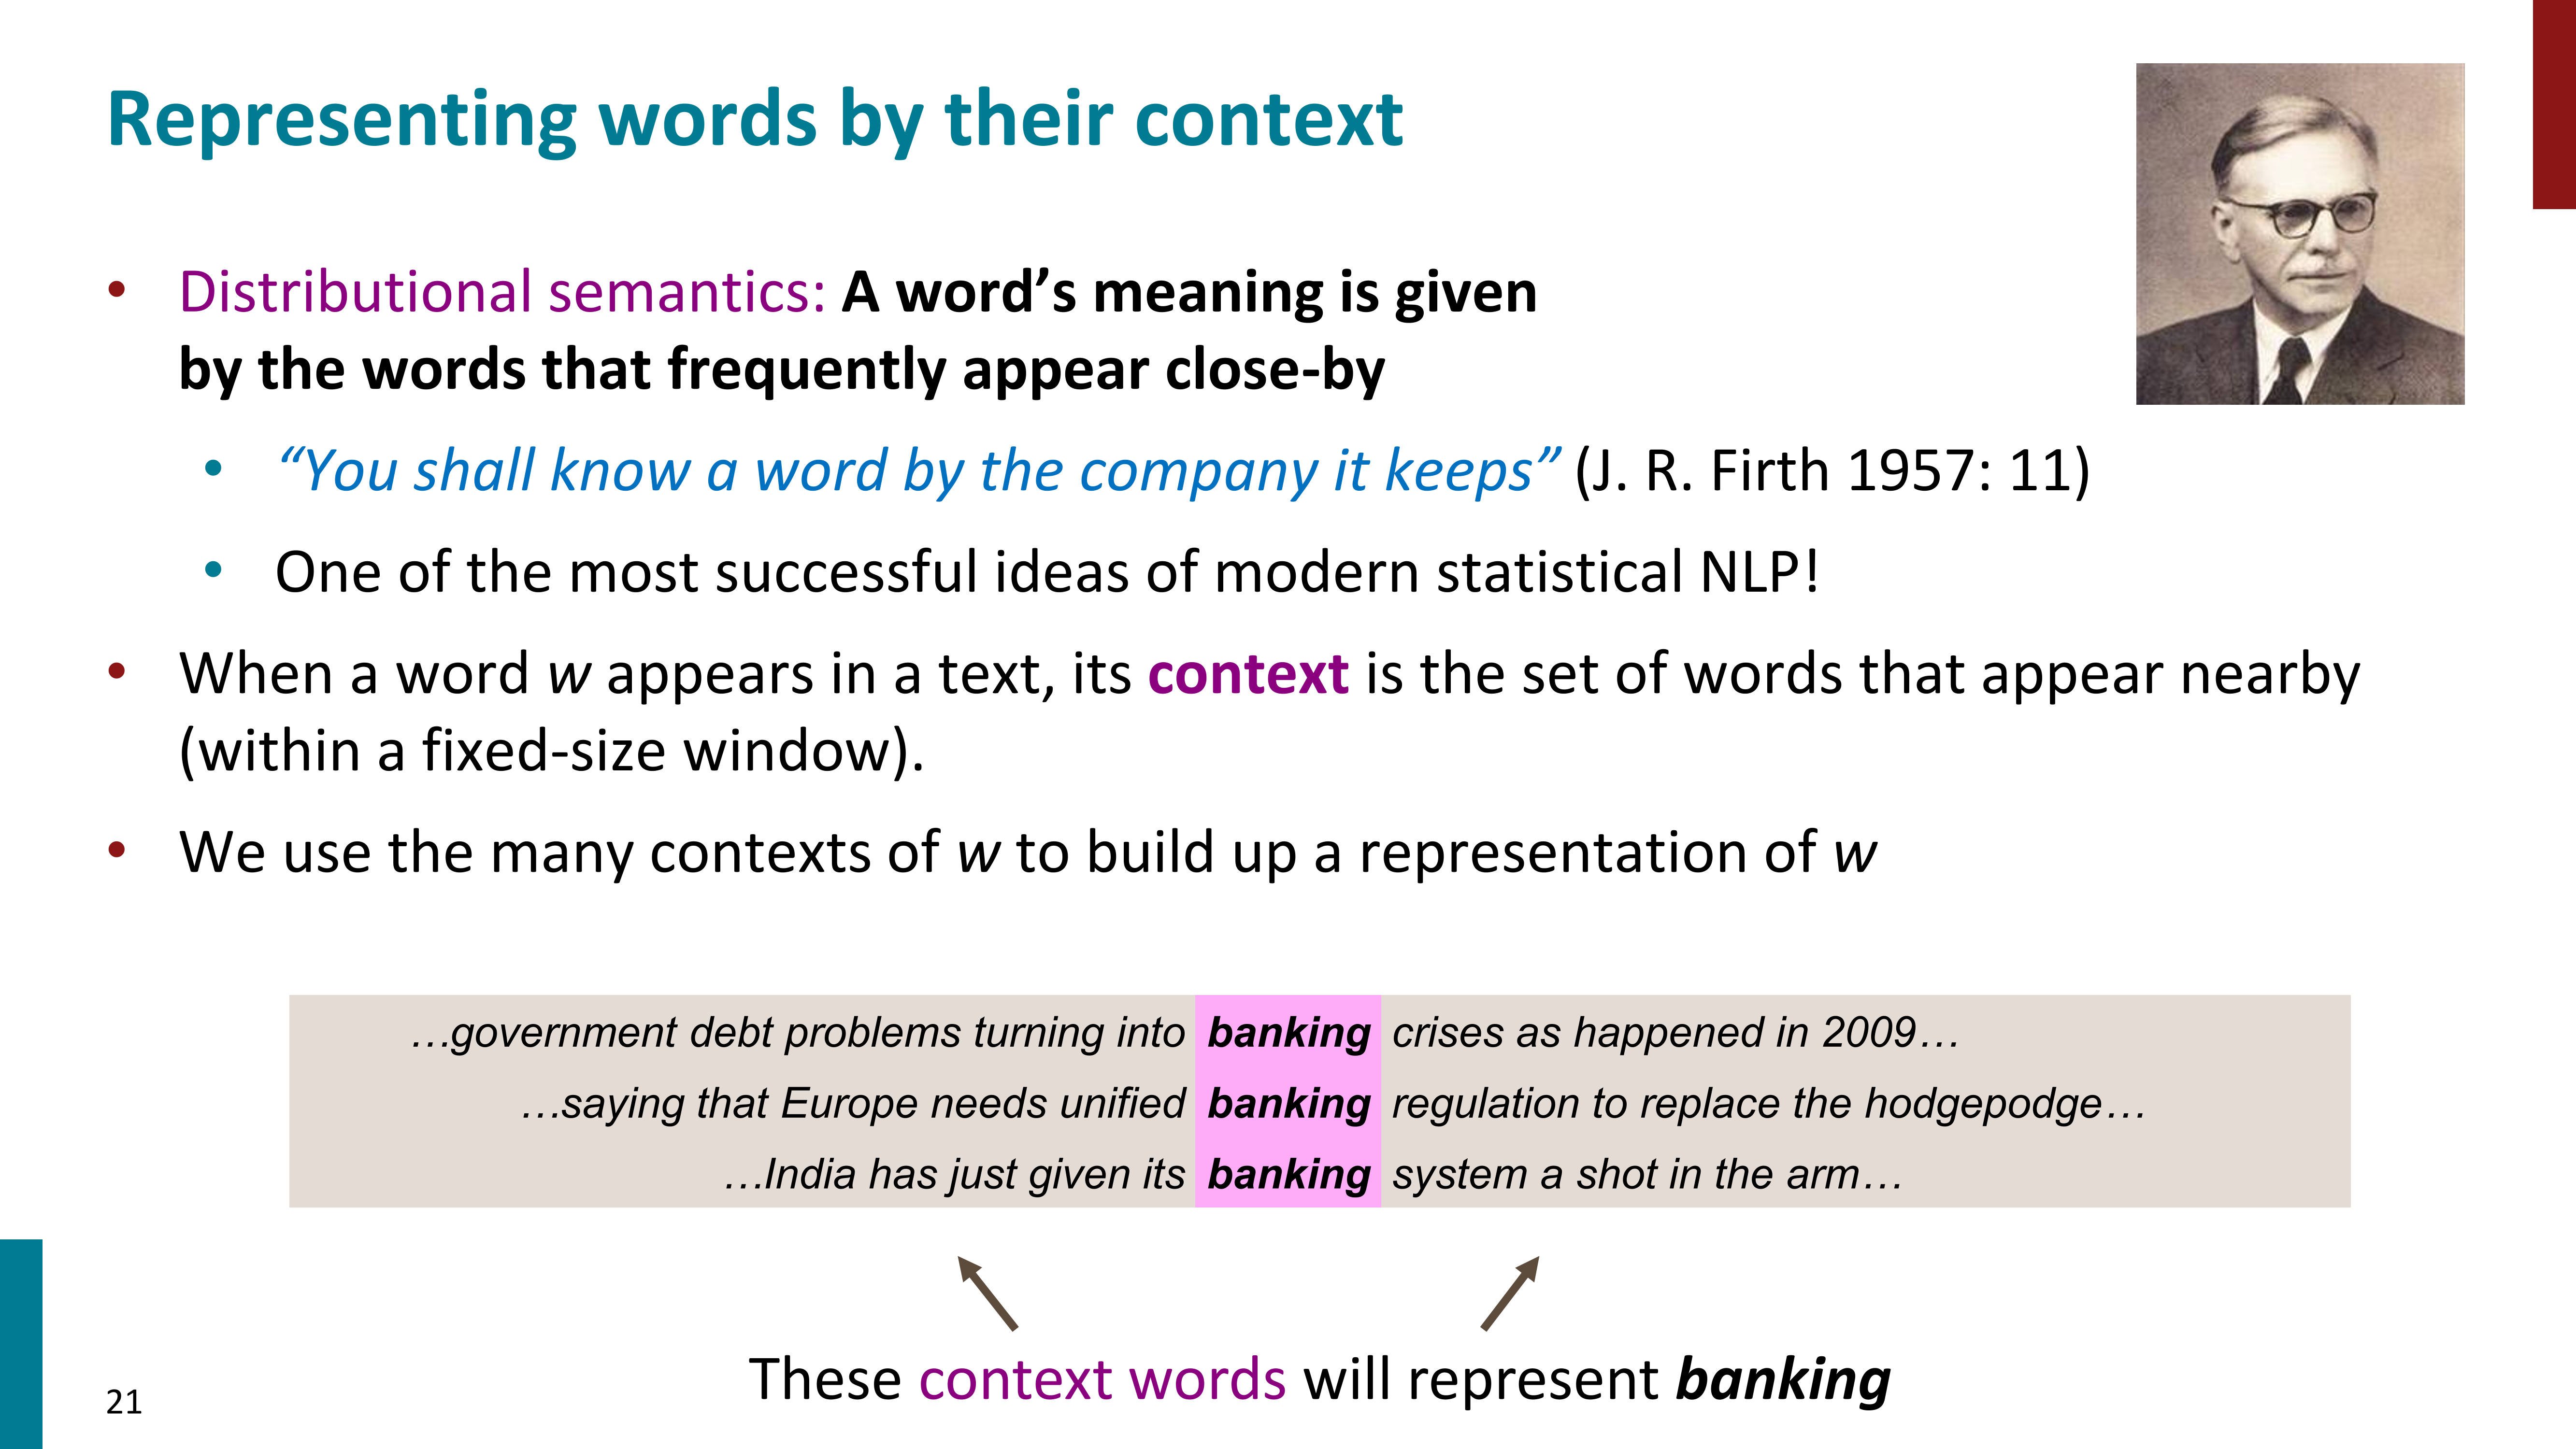 Representing words by their context
• Distributional semantics: A word’s meaning is given
by the words that frequently appear close-by
• “You shall know a word by the company it keeps” (J. R. Firth 1957: 11)
• One of the most successful ideas of modern statistical NLP!
• When a word w appears in a text, its context is the set of words that appear nearby
(within a fixed-size window).
• We use the many contexts of w to build up a representation of w
…government debt problems turning into banking crises as happened in 2009…
…saying that Europe needs unified banking regulation to replace the hodgepodge…
…India has just given its banking system a shot in the arm…
These context words will represent banking
21